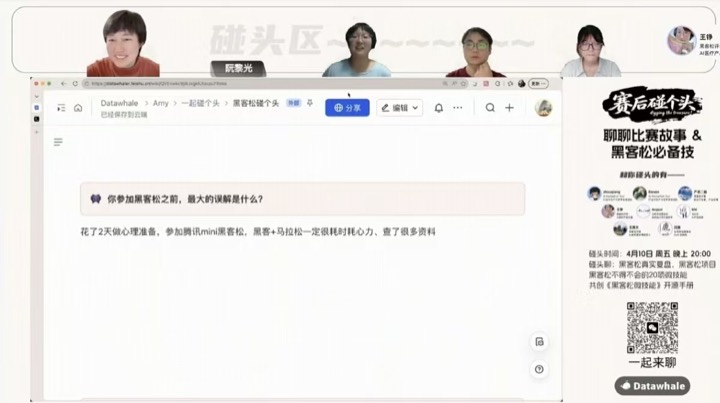 碰头区~~~~~~~~
阮黎光
王铮
Datawhale > Amy > 一起碰个头 > 黑客松碰个头 外部
分享
编辑
已经保存到云端
你参加黑客松之前，最大的误解是什么？
花了2天做心理准备，参加腾讯mini黑客松，黑客+马拉松一定很耗时耗心力、查了很多资料
赛后碰个头
聊聊比赛故事 &
黑客松必备技
和你碰头的有——
碰头时间：4月10日 周五 晚上 20:00
碰头聊：黑客松真实复盘、黑客松项目
黑客松不得不会的20项微技能
共创《黑客松微技能》开源手册
一起来聊
Datawhale